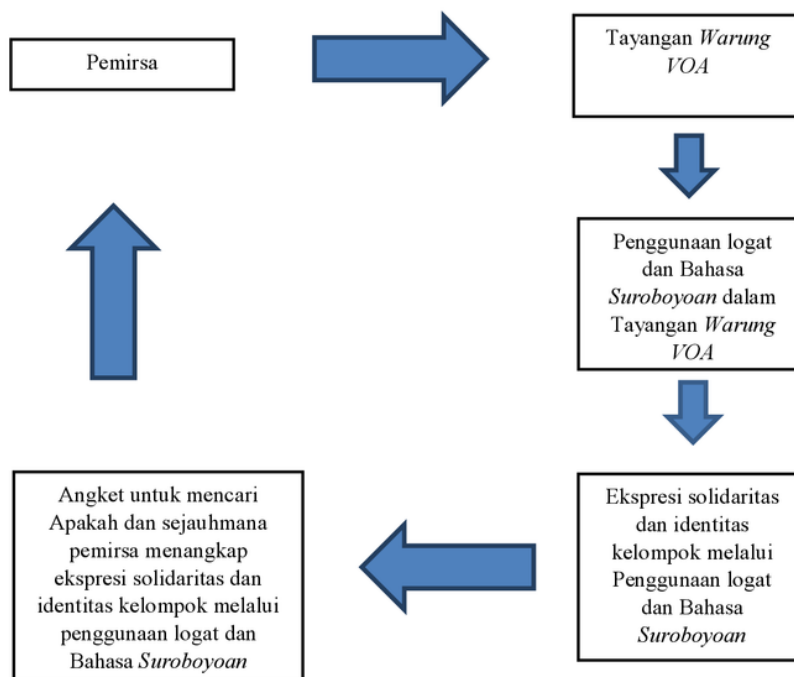 Pemirsa
Tayangan Warung
VOA
Penggunaan logat
dan Bahasa
Suroboyoan dalam
Tayangan Warung
VOA
Ekspresi solidaritas
dan identitas
kelompok melalui
Penggunaan logat
dan Bahasa
Suroboyoan
Angket untuk mencari
Apakah dan sejauhmana
pemirsa menangkap
ekspresi solidaritas dan
identitas kelompok melalui
penggunaan logat dan
Bahasa Suroboyoan